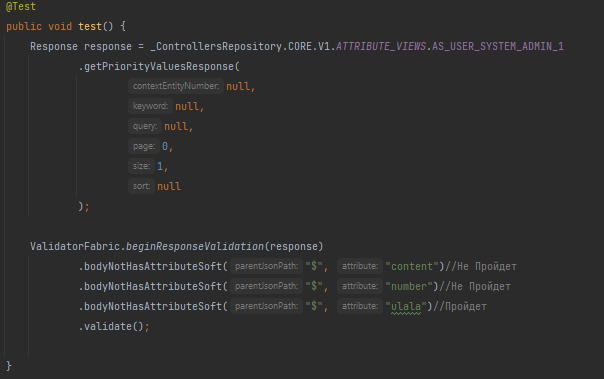 @Test
public void test() {
Response response = _ControllersRepository.CORE.V1.ATTRIBUTE_VIEWS.AS_USER_SYSTEM_ADMIN_1
.getPriorityValuesResponse(
contextEntityNumber: null,
keyword: null,
query: null,
page: 0,
size: 1,
sort: null
);
ValidatorFabric.beginResponseValidation(response)
.bodyNotHasAttributeSoft( parentJsonPath: "$", attribute: "content")//Не Пройдет
.bodyNotHasAttributeSoft( parentJsonPath: "$", attribute: "number")//Не Пройдет
.bodyNotHasAttributeSoft( parentJsonPath: "$", attribute: "ulala")//Пройдет
.validate();
}